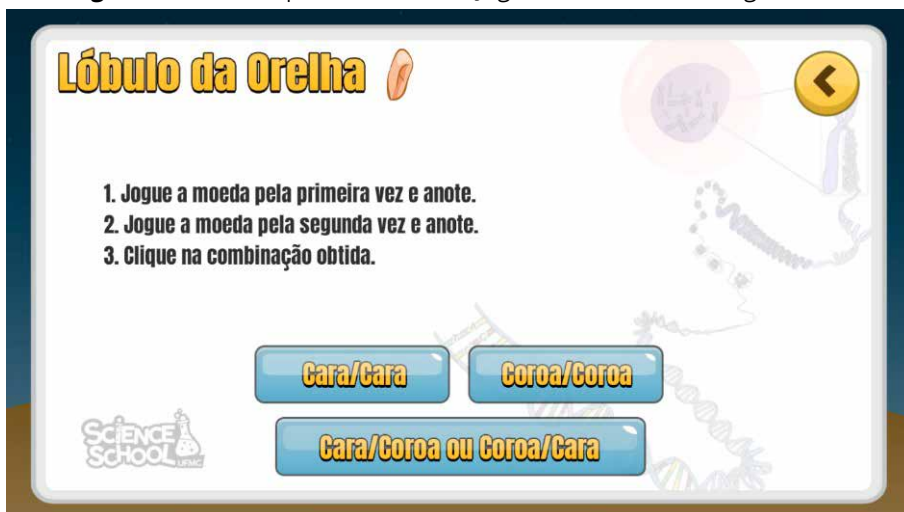 Lóbulo da Orelha
1. Jogue a moeda pela primeira vez e anote.
2. Jogue a moeda pela segunda vez e anote.
3. Clique na combinação obtida.
Cara/Cara
Coroa/Coroa
Cara/Coroa ou Coroa/Cara
SCIENCE
SCHOOL
UFMG